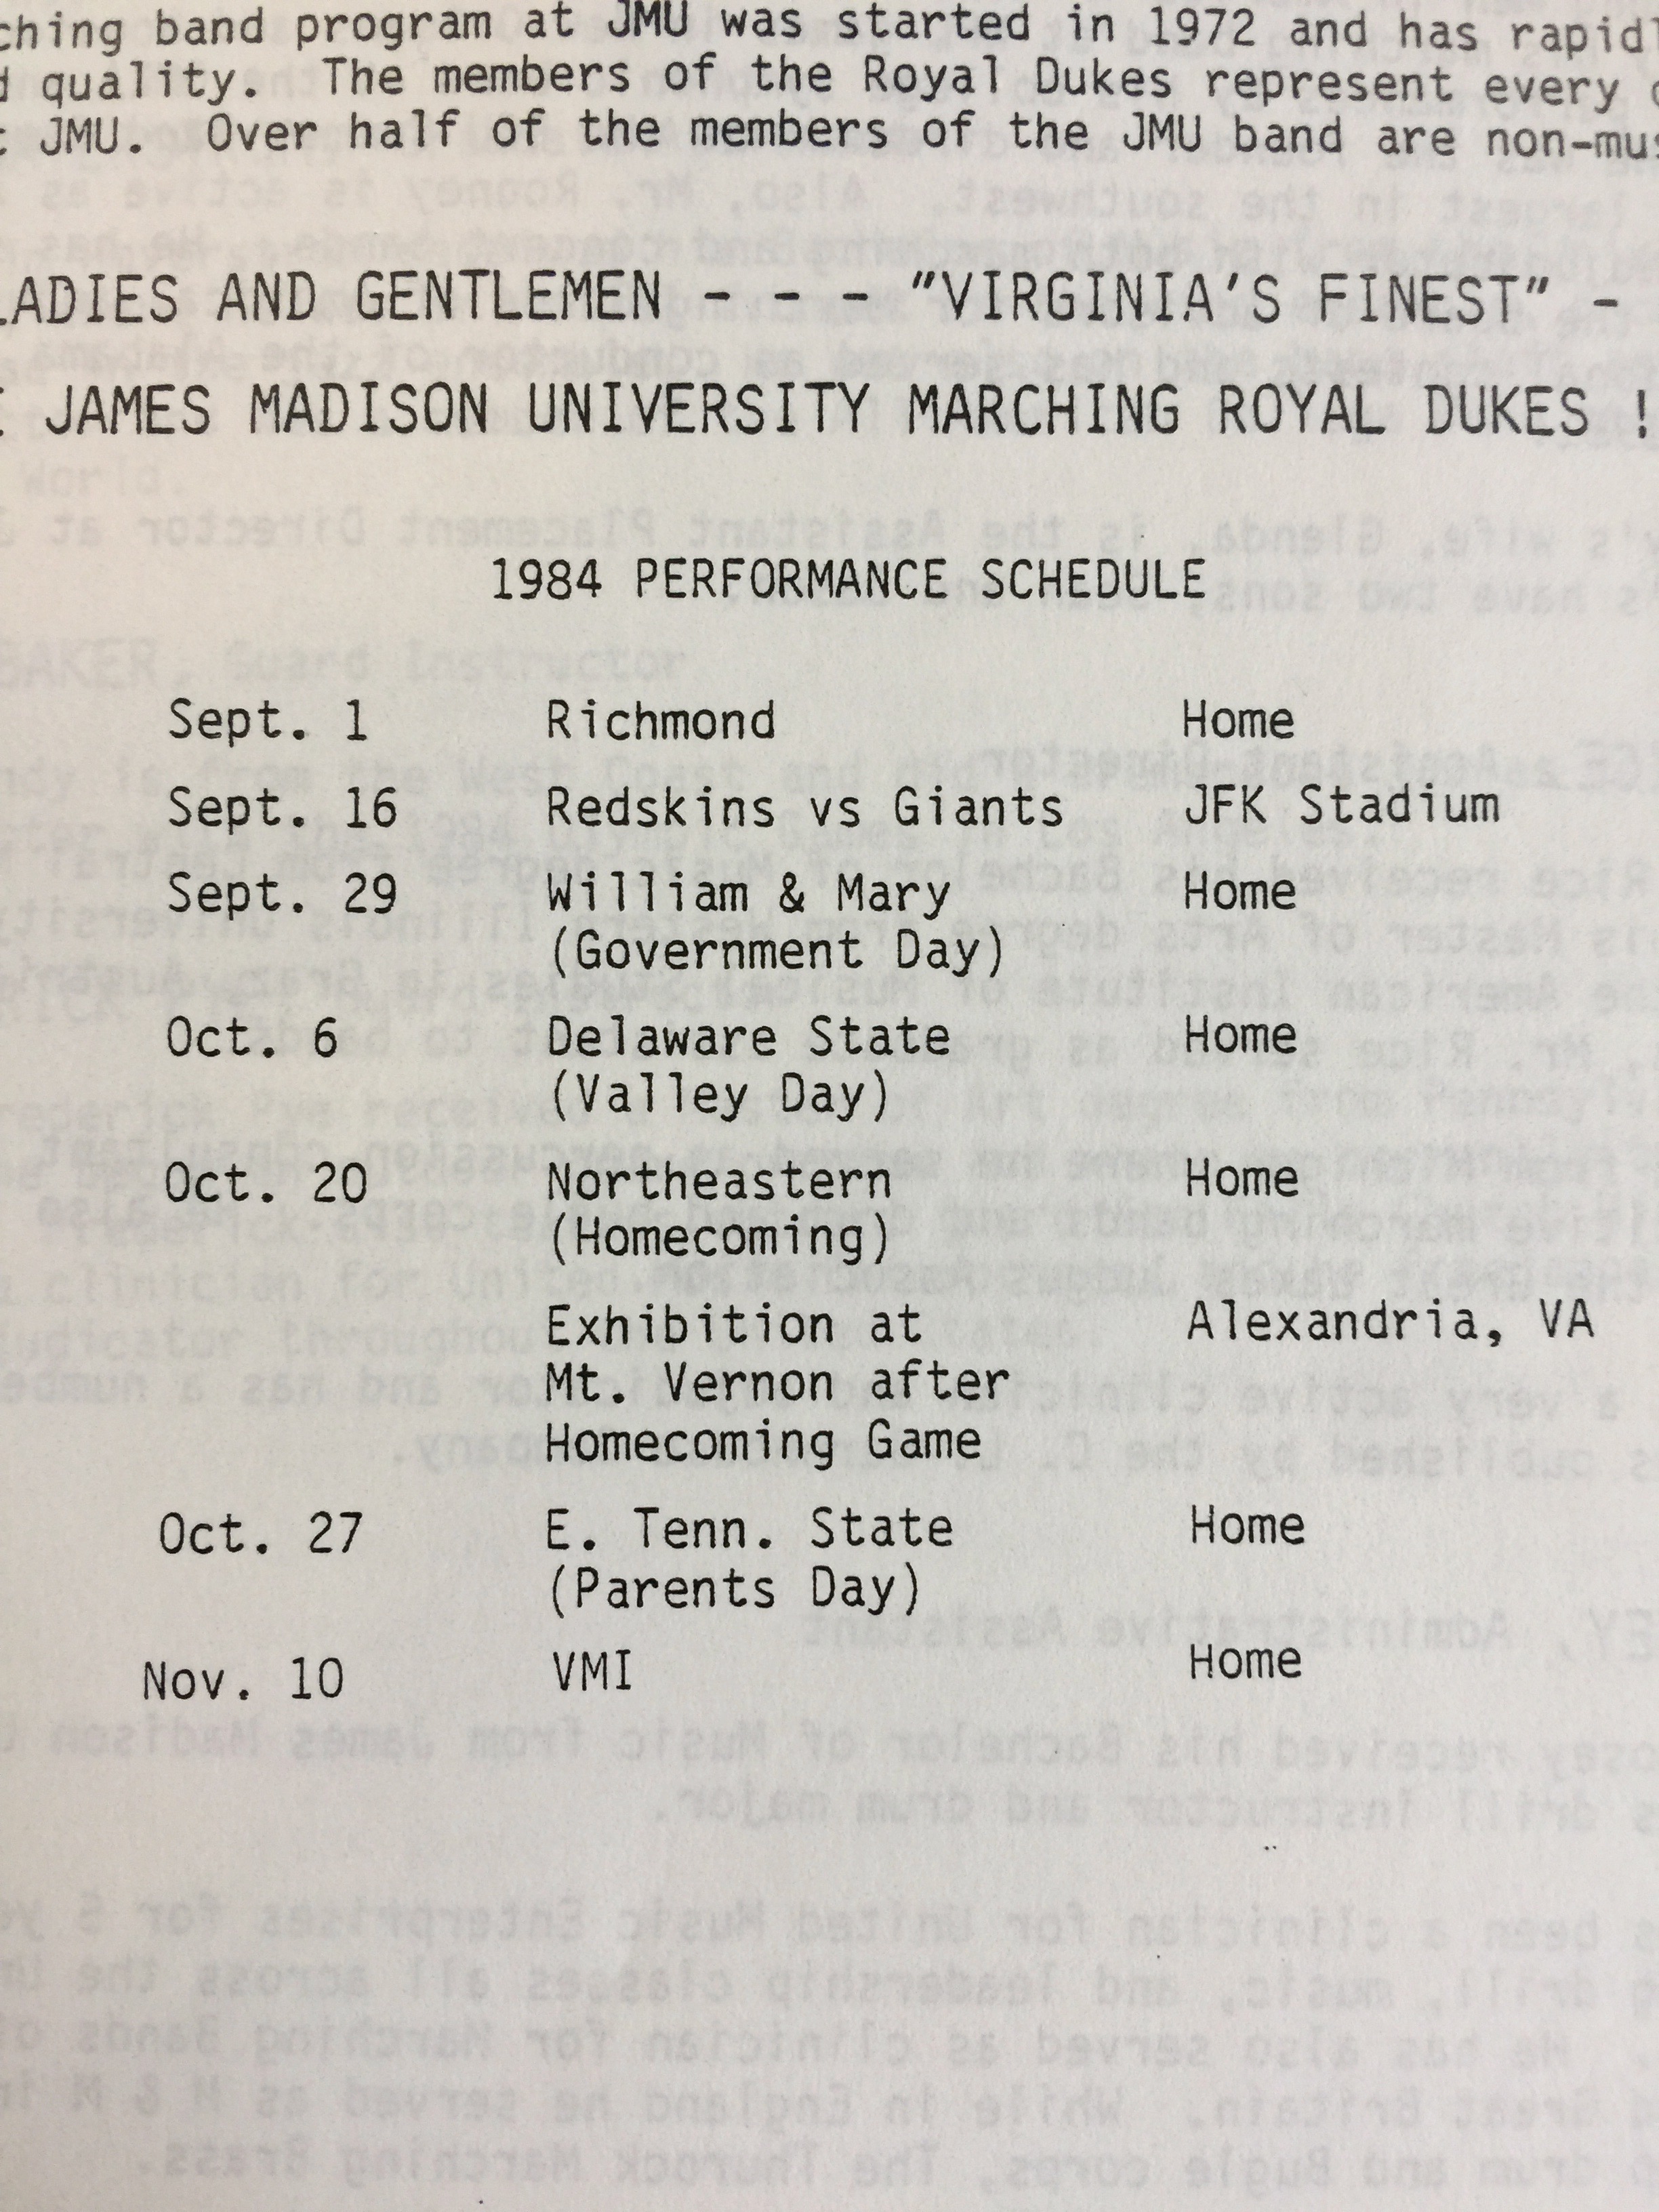 ching band program at JMU was started in 1972 and has rapidl
d quality. The members of the Royal Dukes represent every
JMU. Over half of the members of the JMU band are non-mus
LADIES AND GENTLEMEN - - - "VIRGINIA'S FINEST" -
E JAMES MADISON UNIVERSITY MARCHING ROYAL DUKES !
1984 PERFORMANCE SCHEDULE
Sept. 1 Richmond Home
Sept. 16 Redskins vs Giants JFK Stadium
Sept. 29 William & Mary Home
(Government Day)
Oct. 6 Delaware State Home
(Valley Day)
Oct. 20 Northeastern Home
(Homecoming)
Exhibition at Alexandria, VA
Mt. Vernon after
Homecoming Game
Oct. 27 E. Tenn. State Home
(Parents Day)
Nov. 10 VMI Home